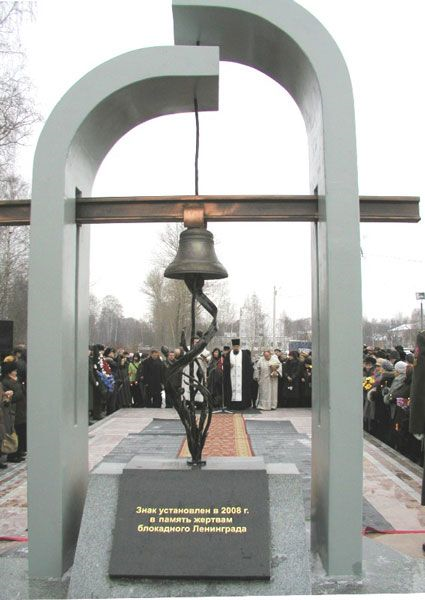 Знак установлен в 2008 г.
в память жертвам
блокадного Ленинграда